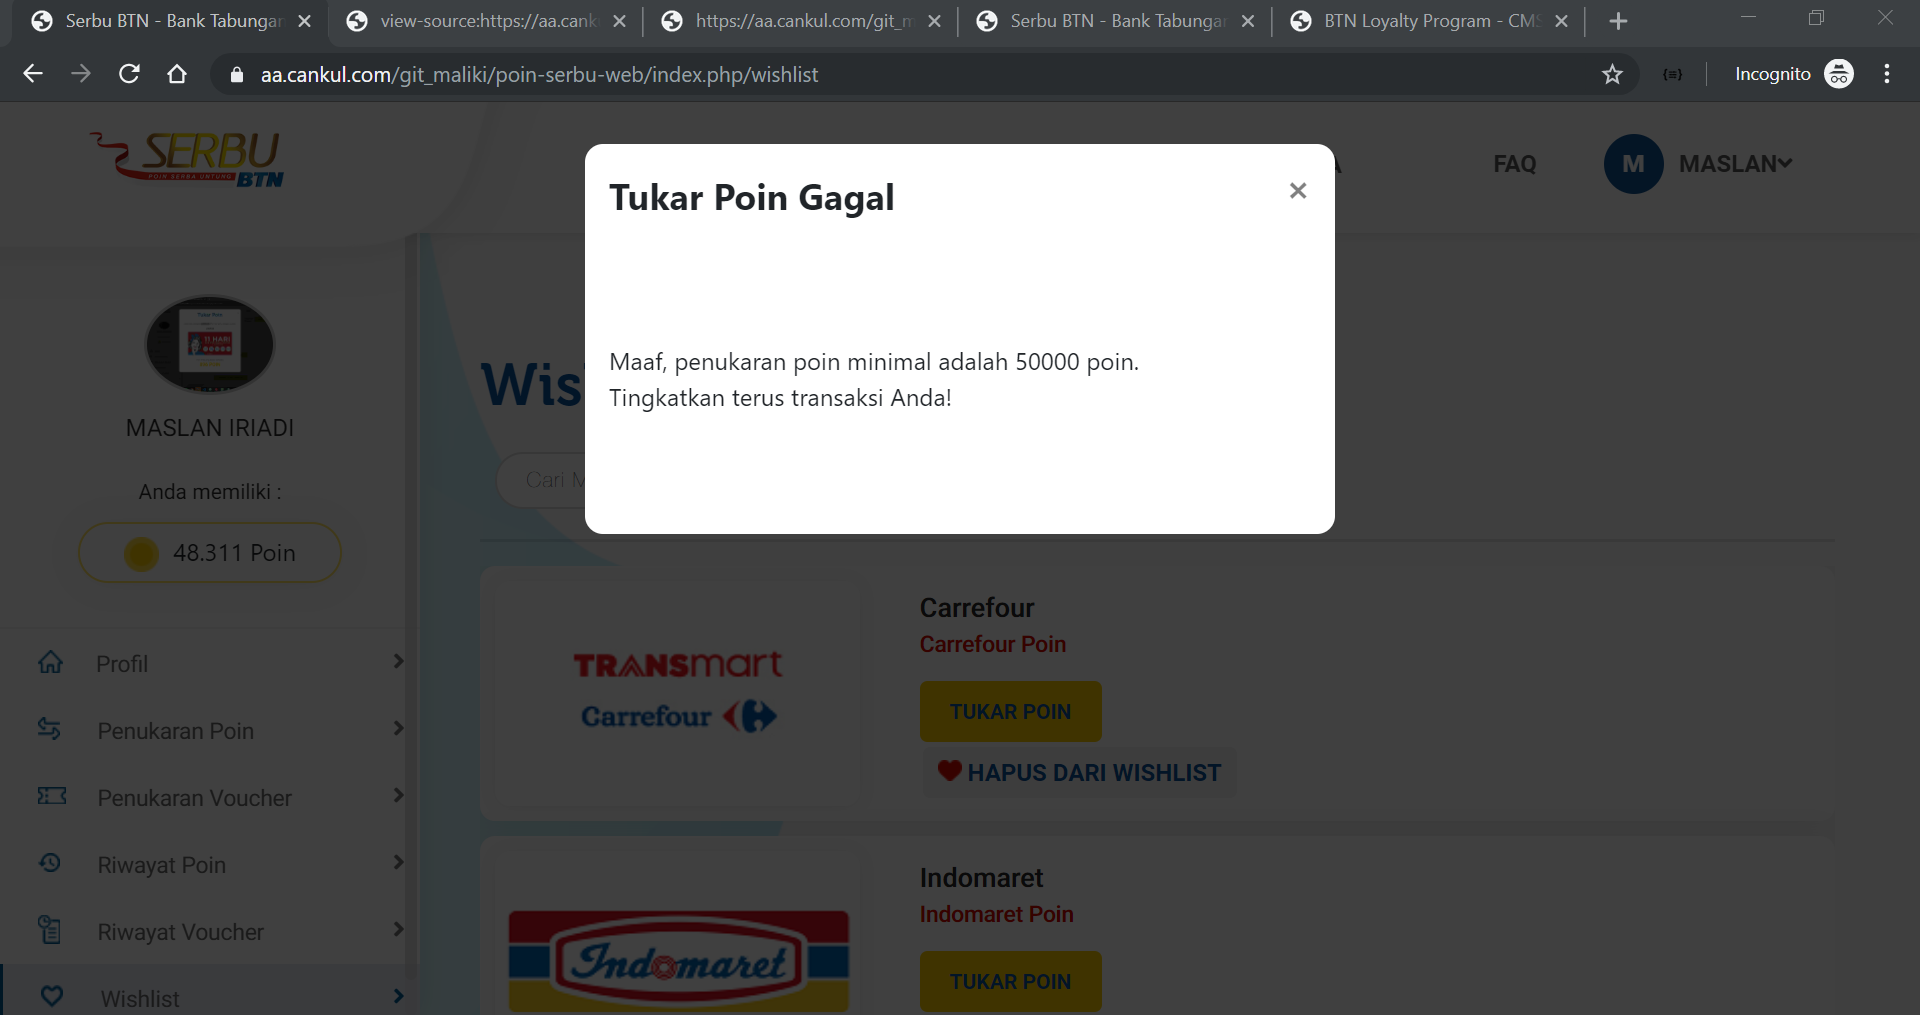 Serbu BTN - Bank Tabungan
view-source:https://aa.cank
https://aa.cankul.com/git_m
Serbu BTN - Bank Tabungan
BTN Loyalty Program - CMS
aa.cankul.com/git_maliki/poin-serbu-web/index.php/wishlist
Incognito
SERBU
POIN SERBA UNTUNG BTN
FAQ
M
MASLAN
Tukar Poin Gagal
×
Maaf, penukaran poin minimal adalah 50000 poin.
Tingkatkan terus transaksi Anda!
MASLAN IRIADI
Anda memiliki :
48.311 Poin
Profil
Penukaran Poin
Penukaran Voucher
Riwayat Poin
Riwayat Voucher
Wishlist
Wis
Cari M
TRANSmart
Carrefour
Carrefour
Carrefour Poin
TUKAR POIN
HAPUS DARI WISHLIST
Indomaret
Indomaret
Indomaret Poin
TUKAR POIN